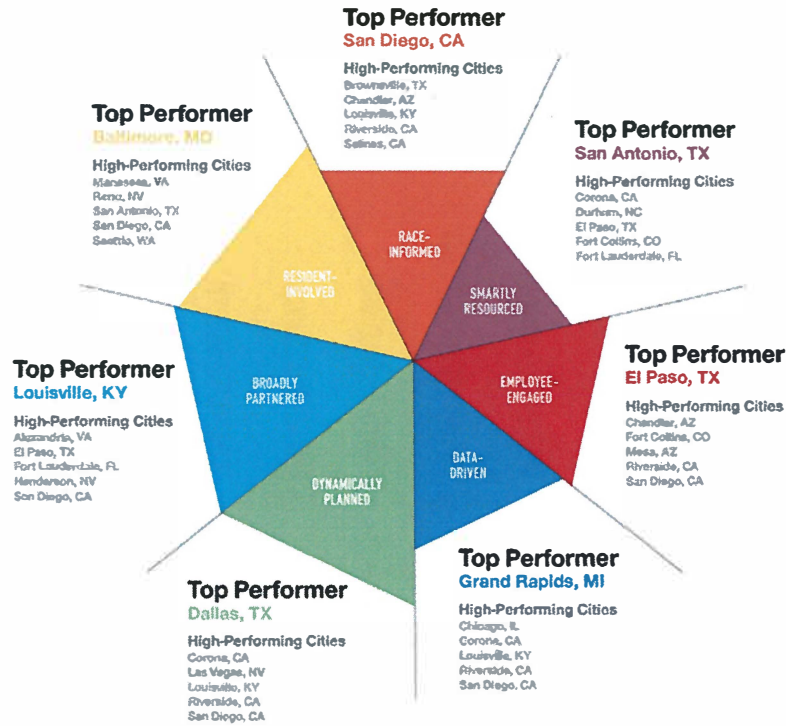 Top Performer
San Diego, CA
High-Performing Cities
Brownsville, TX
Chandler, AZ
Louisville, KY
Riverside, CA
Salinas, CA
Top Performer
Baltimore, MD
High-Performing Cities
Manassas, VA
Reno, NV
San Antonio, TX
San Diego, CA
Seattle, WA
Top Performer
San Antonio, TX
High-Performing Cities
Corona, CA
Durham, NC
El Paso, TX
Fort Collins, CO
Fort Lauderdale, FL
RACE-
INFORMED
RESIDENT-
INVOLVED
SMARTLY
RESOURCED
BROADLY
PARTNERED
EMPLOYEE-
ENGAGED
DATA-
DRIVEN
DYNAMICALLY
PLANNED
Top Performer
Louisville, KY
High-Performing Cities
Alexandria, VA
El Paso, TX
Fort Lauderdale, FL
Henderson, NV
San Diego, CA
Top Performer
El Paso, TX
High-Performing Cities
Chandler, AZ
Fort Collins, CO
Mesa, AZ
Riverside, CA
San Diego, CA
Top Performer
Dallas, TX
High-Performing Cities
Corona, CA
Las Vegas, NV
Louisville, KY
Riverside, CA
San Diego, CA
Top Performer
Grand Rapids, MI
High-Performing Cities
Chicago, IL
Corona, CA
Louisville, KY
Riverside, CA
San Diego, CA